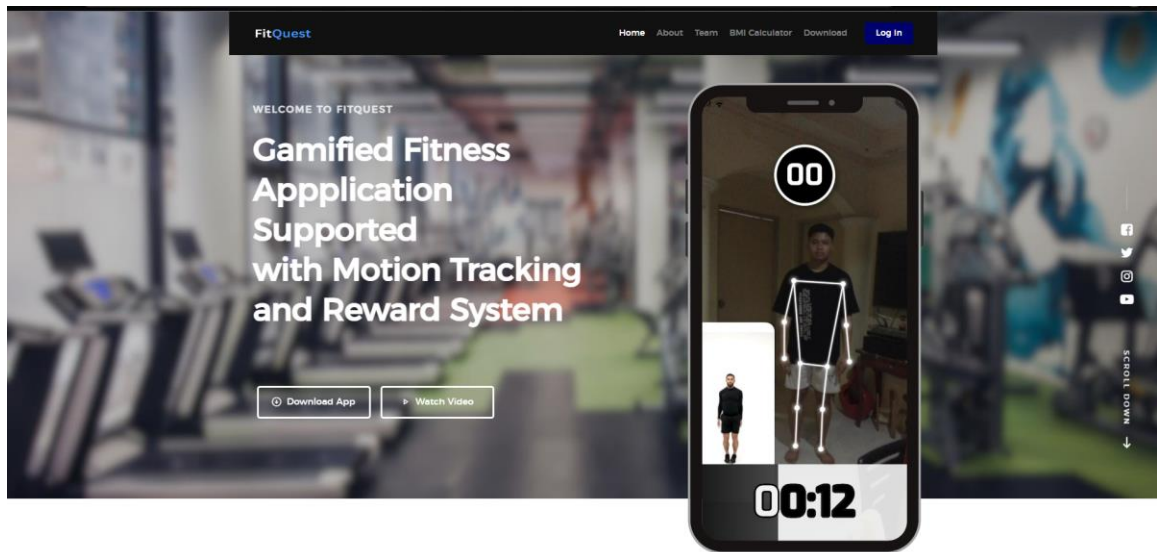 FitQuest
Home About Team BMI Calculator Download Log In
WELCOME TO FITQUEST
Gamified Fitness
Appplication
Supported
with Motion Tracking
and Reward System
Download App Watch Video
00
00:12
SCROLL DOWN